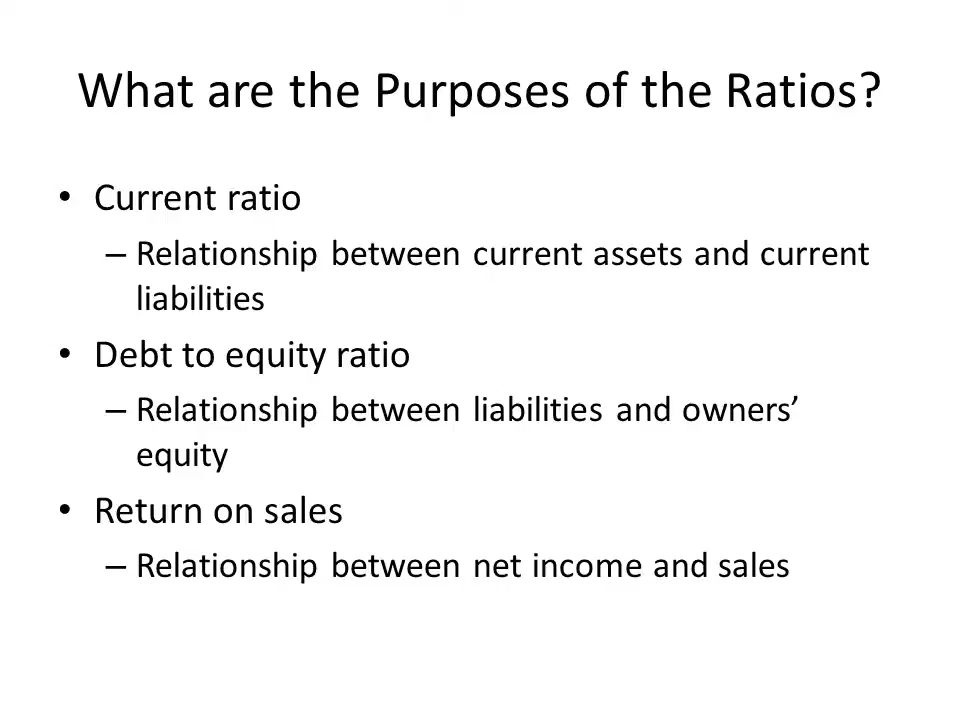 What are the Purposes of the Ratios?
• Current ratio
– Relationship between current assets and current
liabilities
• Debt to equity ratio
– Relationship between liabilities and owners’
equity
• Return on sales
– Relationship between net income and sales